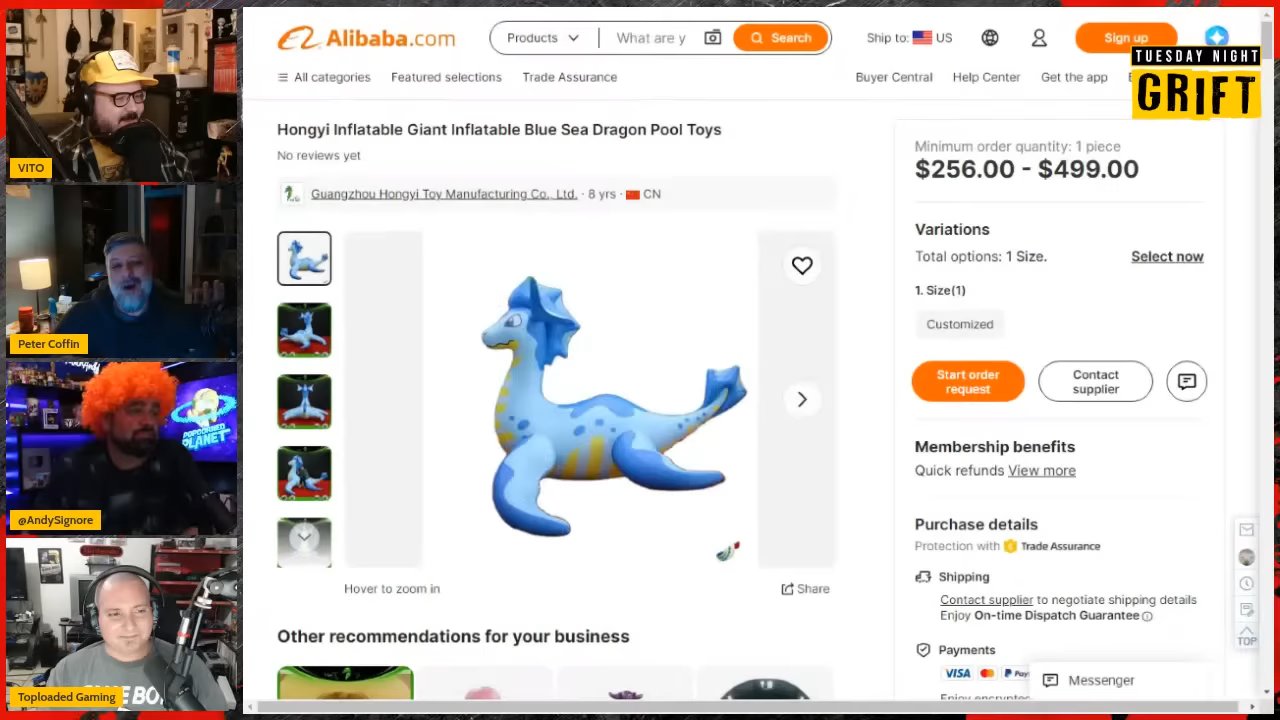 VITO
Peter Coffin
@AndySignore
Toploaded Gaming
GAME BO
POPDOOMED
PLANET
TUESDAY NIGHT
GRIFT
Alibaba.com
Products
What are y
Search
Ship to:
US
Sign up
All categories
Featured selections
Trade Assurance
Buyer Central
Help Center
Get the app
Hongyi Inflatable Giant Inflatable Blue Sea Dragon Pool Toys
No reviews yet
Guangzhou Hongyi Toy Manufacturing Co., Ltd. · 8 yrs · CN
Hover to zoom in
Share
Other recommendations for your business
Minimum order quantity: 1 piece
$256.00 - $499.00
Variations
Total options: 1 Size.
Select now
1. Size(1)
Customized
Start order
request
Contact
supplier
Membership benefits
Quick refunds View more
Purchase details
Protection with Trade Assurance
Shipping
Contact supplier to negotiate shipping details
Enjoy On-time Dispatch Guarantee
Payments
VISA
PayP
Messenger
TOP